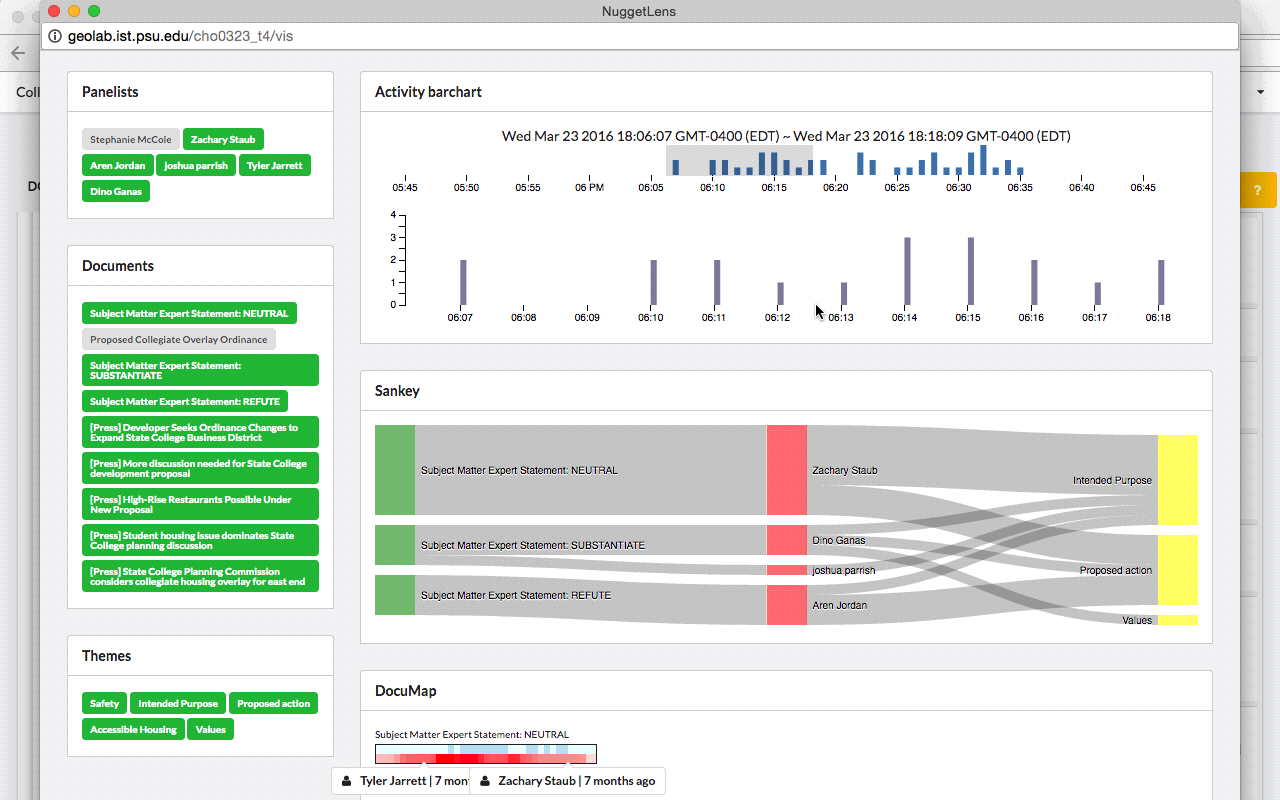 NuggetLens
geolab.ist.psu.edu/cho0323_t4/vis
Coll
Panelists
Stephanie McCole
Zachary Staub
Aren Jordan
joshua parrish
Tyler Jarrett
Dino Ganas
Documents
Subject Matter Expert Statement: NEUTRAL
Proposed Collegiate Overlay Ordinance
Subject Matter Expert Statement:
SUBSTANTIATE
Subject Matter Expert Statement: REFUTE
[Press] Developer Seeks Ordinance Changes to
Expand State College Business District
[Press] More discussion needed for State College
development proposal
[Press] High-Rise Restaurants Possible Under
New Proposal
[Press] Student housing issue dominates State
College planning discussion
[Press] State College Planning Commission
considers collegiate housing overlay for east end
Themes
Safety
Intended Purpose
Proposed action
Accessible Housing
Values
Activity barchart
Wed Mar 23 2016 18:06:07 GMT-0400 (EDT) ~ Wed Mar 23 2016 18:18:09 GMT-0400 (EDT)
05:45 05:50 05:55 06 PM 06:05 06:10 06:15 06:20 06:25 06:30 06:35 06:40 06:45
4
3
2
1
0
06:07 06:08 06:09 06:10 06:11 06:12 06:13 06:14 06:15 06:16 06:17 06:18
Sankey
Subject Matter Expert Statement: NEUTRAL
Zachary Staub
Intended Purpose
Subject Matter Expert Statement: SUBSTANTIATE
Dino Ganas
joshua parrish
Proposed action
Subject Matter Expert Statement: REFUTE
Aren Jordan
Values
DocuMap
Subject Matter Expert Statement: NEUTRAL
Tyler Jarrett | 7 mon
Zachary Staub | 7 months ago
?